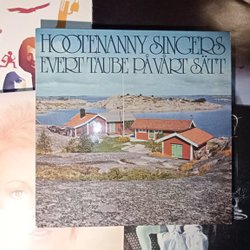 HOOTENANNY SINGERS
EVERT TAUBE PÅ VÅRT SÄTT